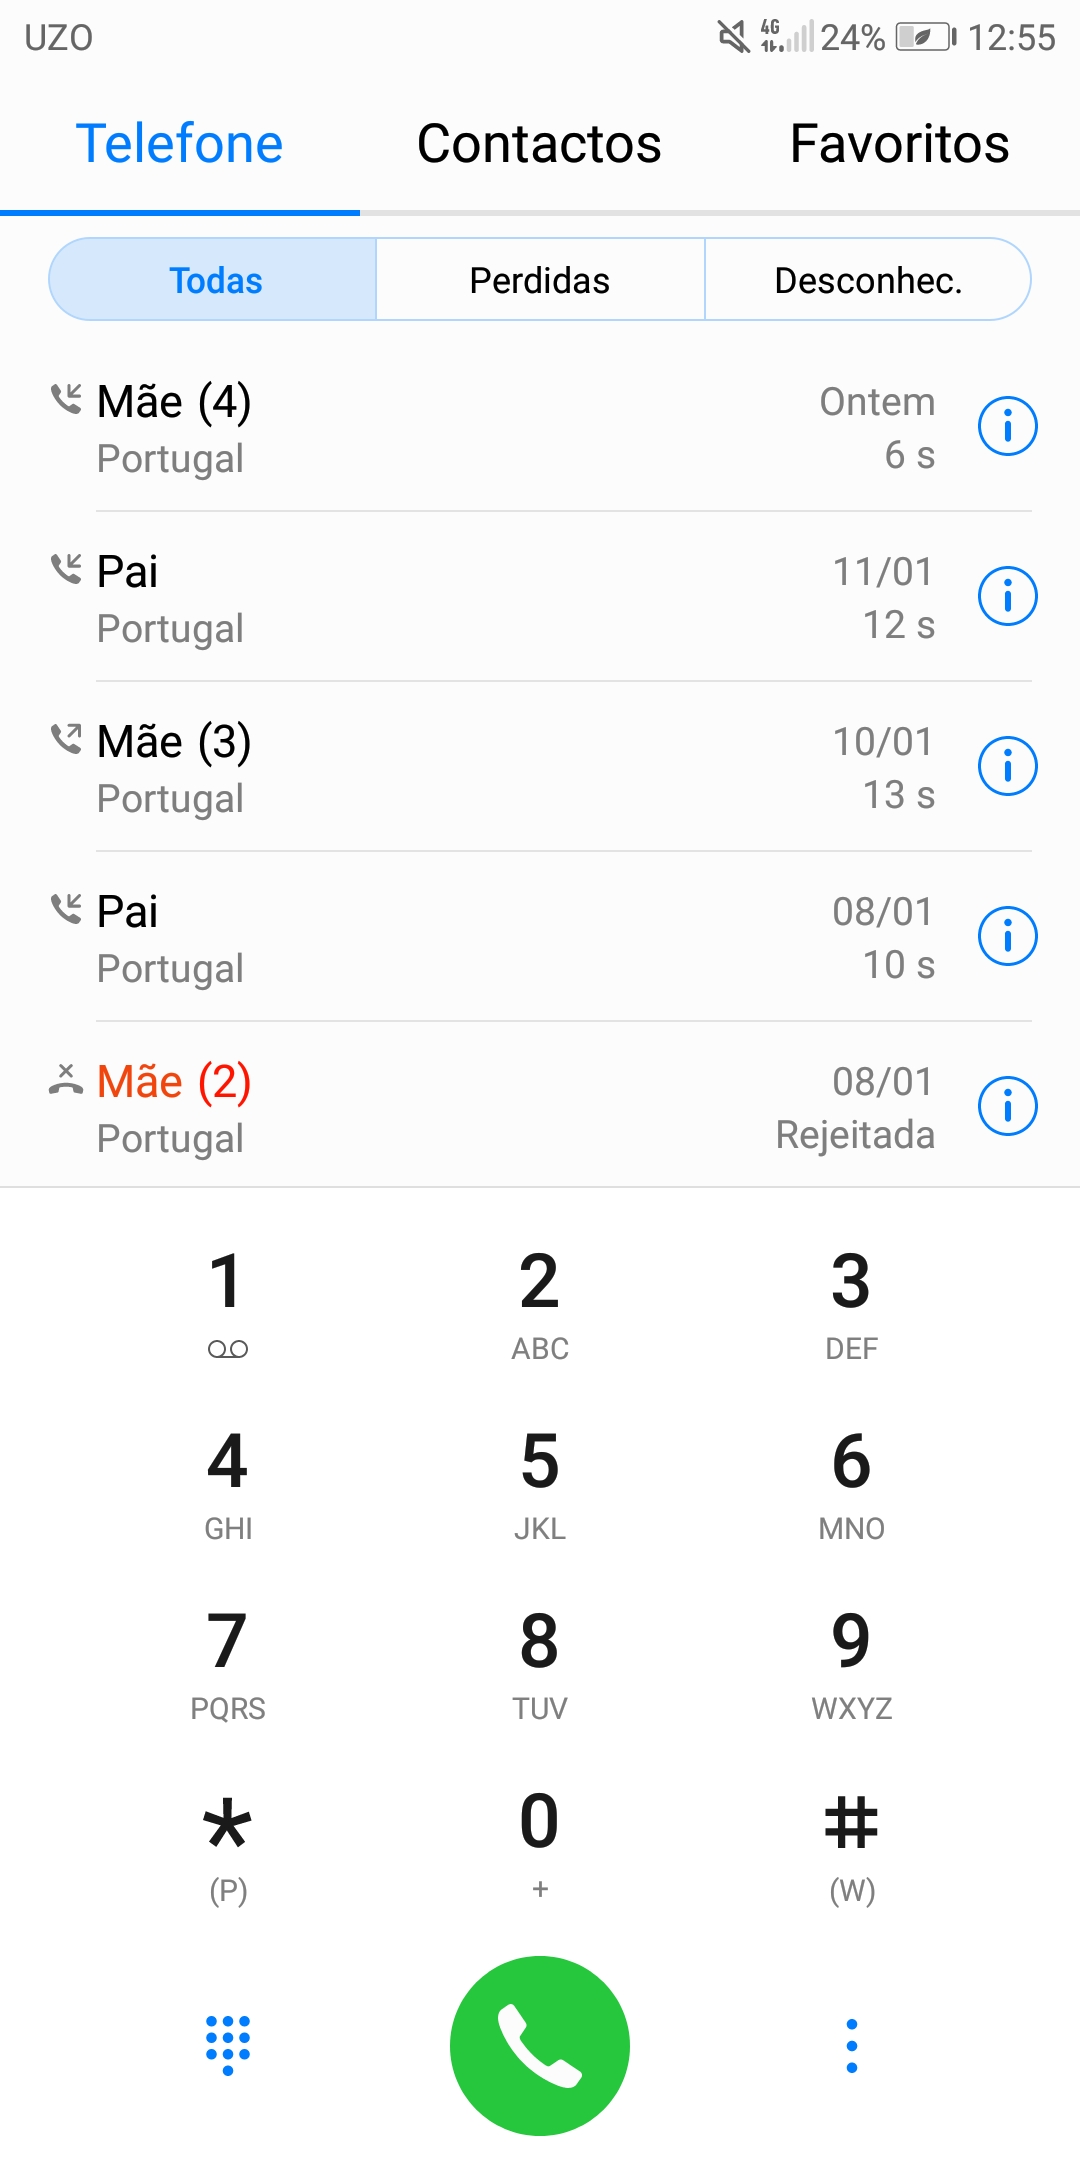 UZO 4G 24% 12:55
Telefone Contactos Favoritos
Todas Perdidas Desconhec.
Mãe (4) Ontem
Portugal 6 s
Pai 11/01
Portugal 12 s
Mãe (3) 10/01
Portugal 13 s
Pai 08/01
Portugal 10 s
Mãe (2) 08/01
Portugal Rejeitada
1 2 3
ABC DEF
4 5 6
GHI JKL MNO
7 8 9
PQRS TUV WXYZ
* 0 #
(P) + (W)